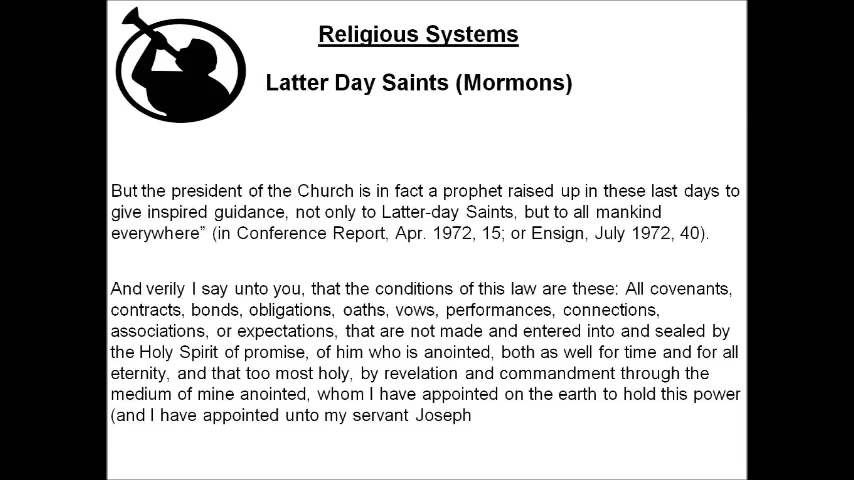 Religious Systems
Latter Day Saints (Mormons)
But the president of the Church is in fact a prophet raised up in these last days to
give inspired guidance, not only to Latter-day Saints, but to all mankind
everywhere” (in Conference Report, Apr. 1972, 15; or Ensign, July 1972, 40).
And verily I say unto you, that the conditions of this law are these: All covenants,
contracts, bonds, obligations, oaths, vows, performances, connections,
associations, or expectations, that are not made and entered into and sealed by
the Holy Spirit of promise, of him who is anointed, both as well for time and for all
eternity, and that too most holy, by revelation and commandment through the
medium of mine anointed, whom I have appointed on the earth to hold this power
(and I have appointed unto my servant Joseph